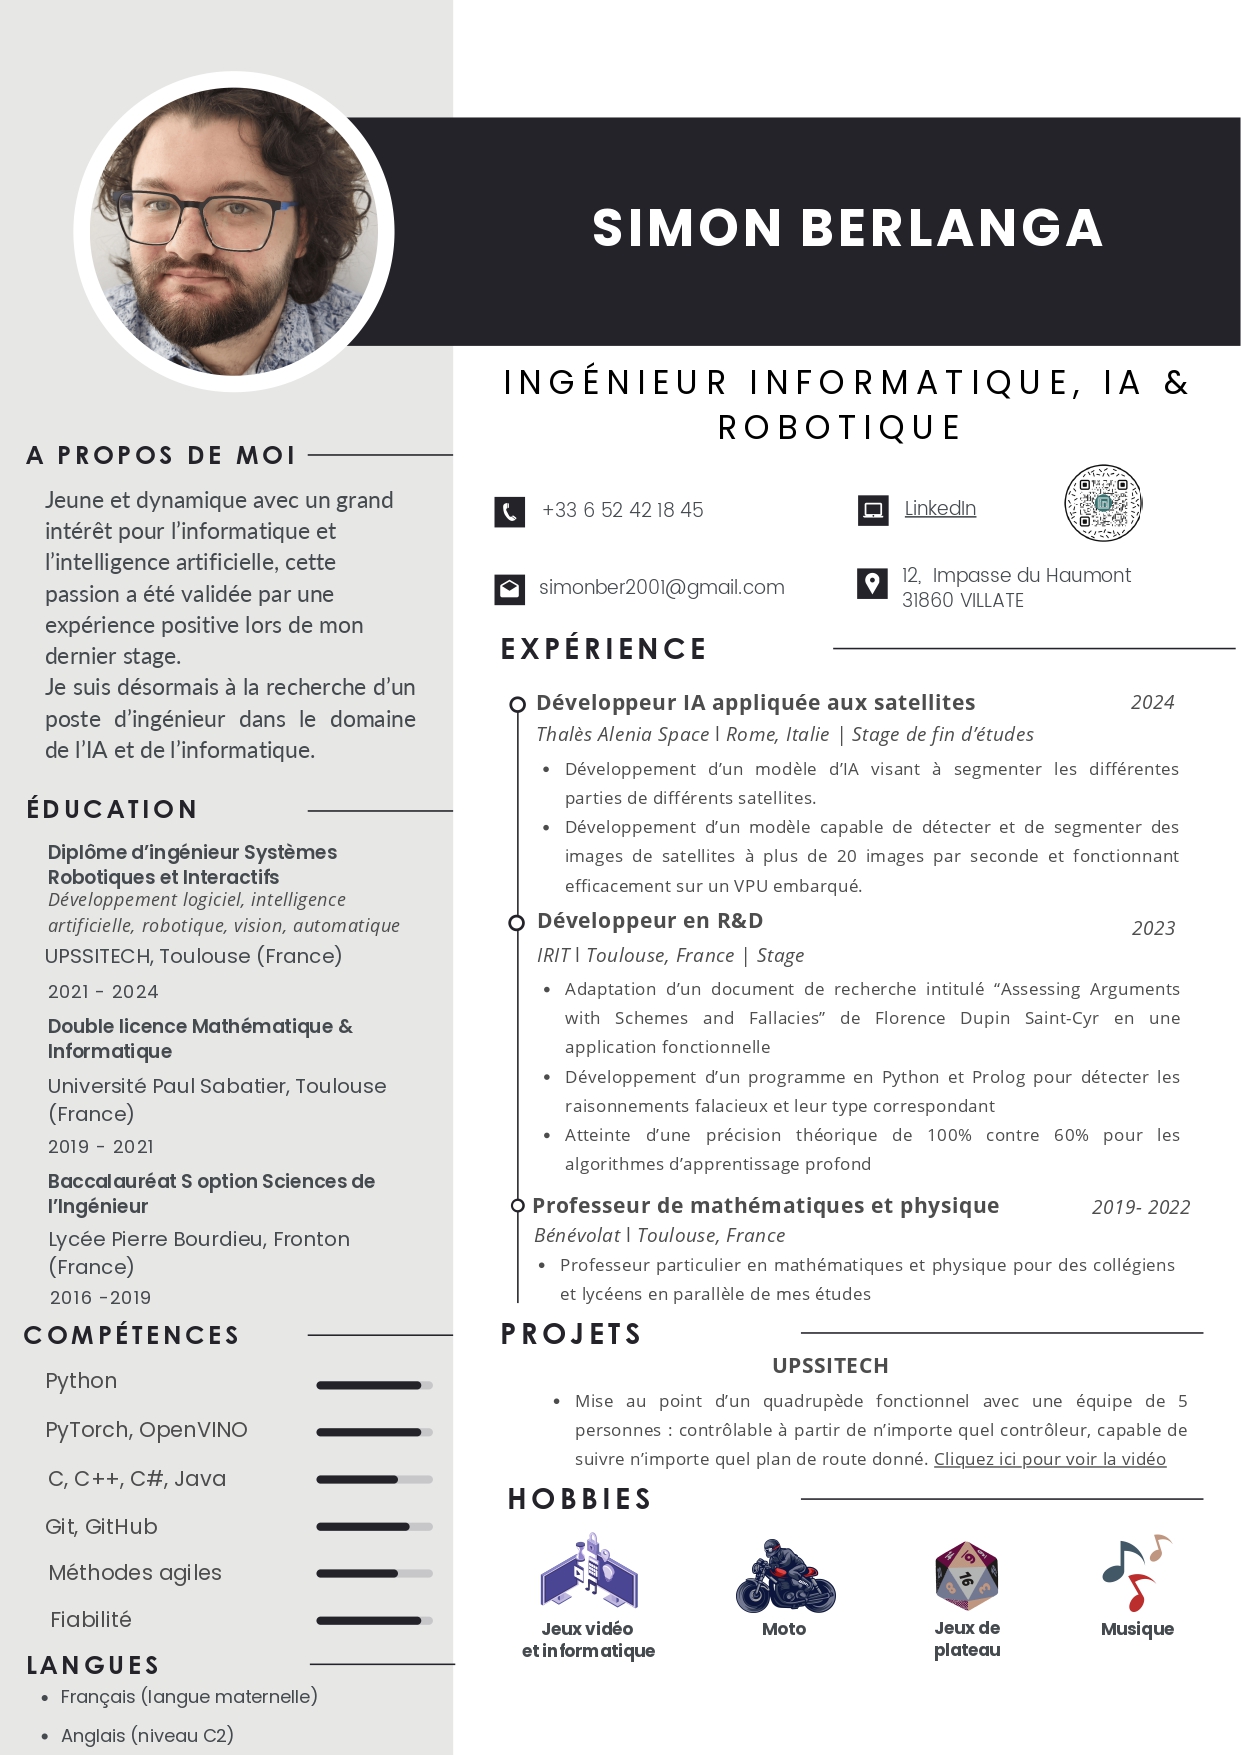 SIMON BERLANGA
INGÉNIEUR INFORMATIQUE, IA &
ROBOTIQUE
+33 6 52 42 18 45
LinkedIn
simonber2001@gmail.com
12, Impasse du Haumont
31860 VILLATE
A PROPOS DE MOI
Jeune et dynamique avec un grand
intérêt pour l’informatique et
l’intelligence artificielle, cette
passion a été validée par une
expérience positive lors de mon
dernier stage.
Je suis désormais à la recherche d’un
poste d’ingénieur dans le domaine
de l’IA et de l’informatique.
ÉDUCATION
Diplôme d’ingénieur Systèmes
Robotiques et Interactifs
Développement logiciel, intelligence
artificielle, robotique, vision, automatique
UPSSITECH, Toulouse (France)
2021 - 2024
Double licence Mathématique &
Informatique
Université Paul Sabatier, Toulouse
(France)
2019 - 2021
Baccalauréat S option Sciences de
l’Ingénieur
Lycée Pierre Bourdieu, Fronton
(France)
2016 -2019
COMPÉTENCES
Python
PyTorch, OpenVINO
C, C++, C#, Java
Git, GitHub
Méthodes agiles
Fiabilité
LANGUES
• Français (langue maternelle)
• Anglais (niveau C2)
EXPÉRIENCE
Développeur IA appliquée aux satellites 2024
Thalès Alenia Space l Rome, Italie | Stage de fin d’études
• Développement d’un modèle d’IA visant à segmenter les différentes
parties de différents satellites.
• Développement d’un modèle capable de détecter et de segmenter des
images de satellites à plus de 20 images par seconde et fonctionnant
efficacement sur un VPU embarqué.
Développeur en R&D 2023
IRIT l Toulouse, France | Stage
• Adaptation d’un document de recherche intitulé “Assessing Arguments
with Schemes and Fallacies” de Florence Dupin Saint-Cyr en une
application fonctionnelle
• Développement d’un programme en Python et Prolog pour détecter les
raisonnements falacieux et leur type correspondant
• Atteinte d’une précision théorique de 100% contre 60% pour les
algorithmes d’apprentissage profond
Professeur de mathématiques et physique 2019- 2022
Bénévolat l Toulouse, France
• Professeur particulier en mathématiques et physique pour des collégiens
et lycéens en parallèle de mes études
PROJETS
UPSSITECH
• Mise au point d’un quadrupède fonctionnel avec une équipe de 5
personnes : contrôlable à partir de n’importe quel contrôleur, capable de
suivre n’importe quel plan de route donné. Cliquez ici pour voir la vidéo
HOBBIES
16
Jeux vidéo
et informatique
Moto
Jeux de
plateau
Musique